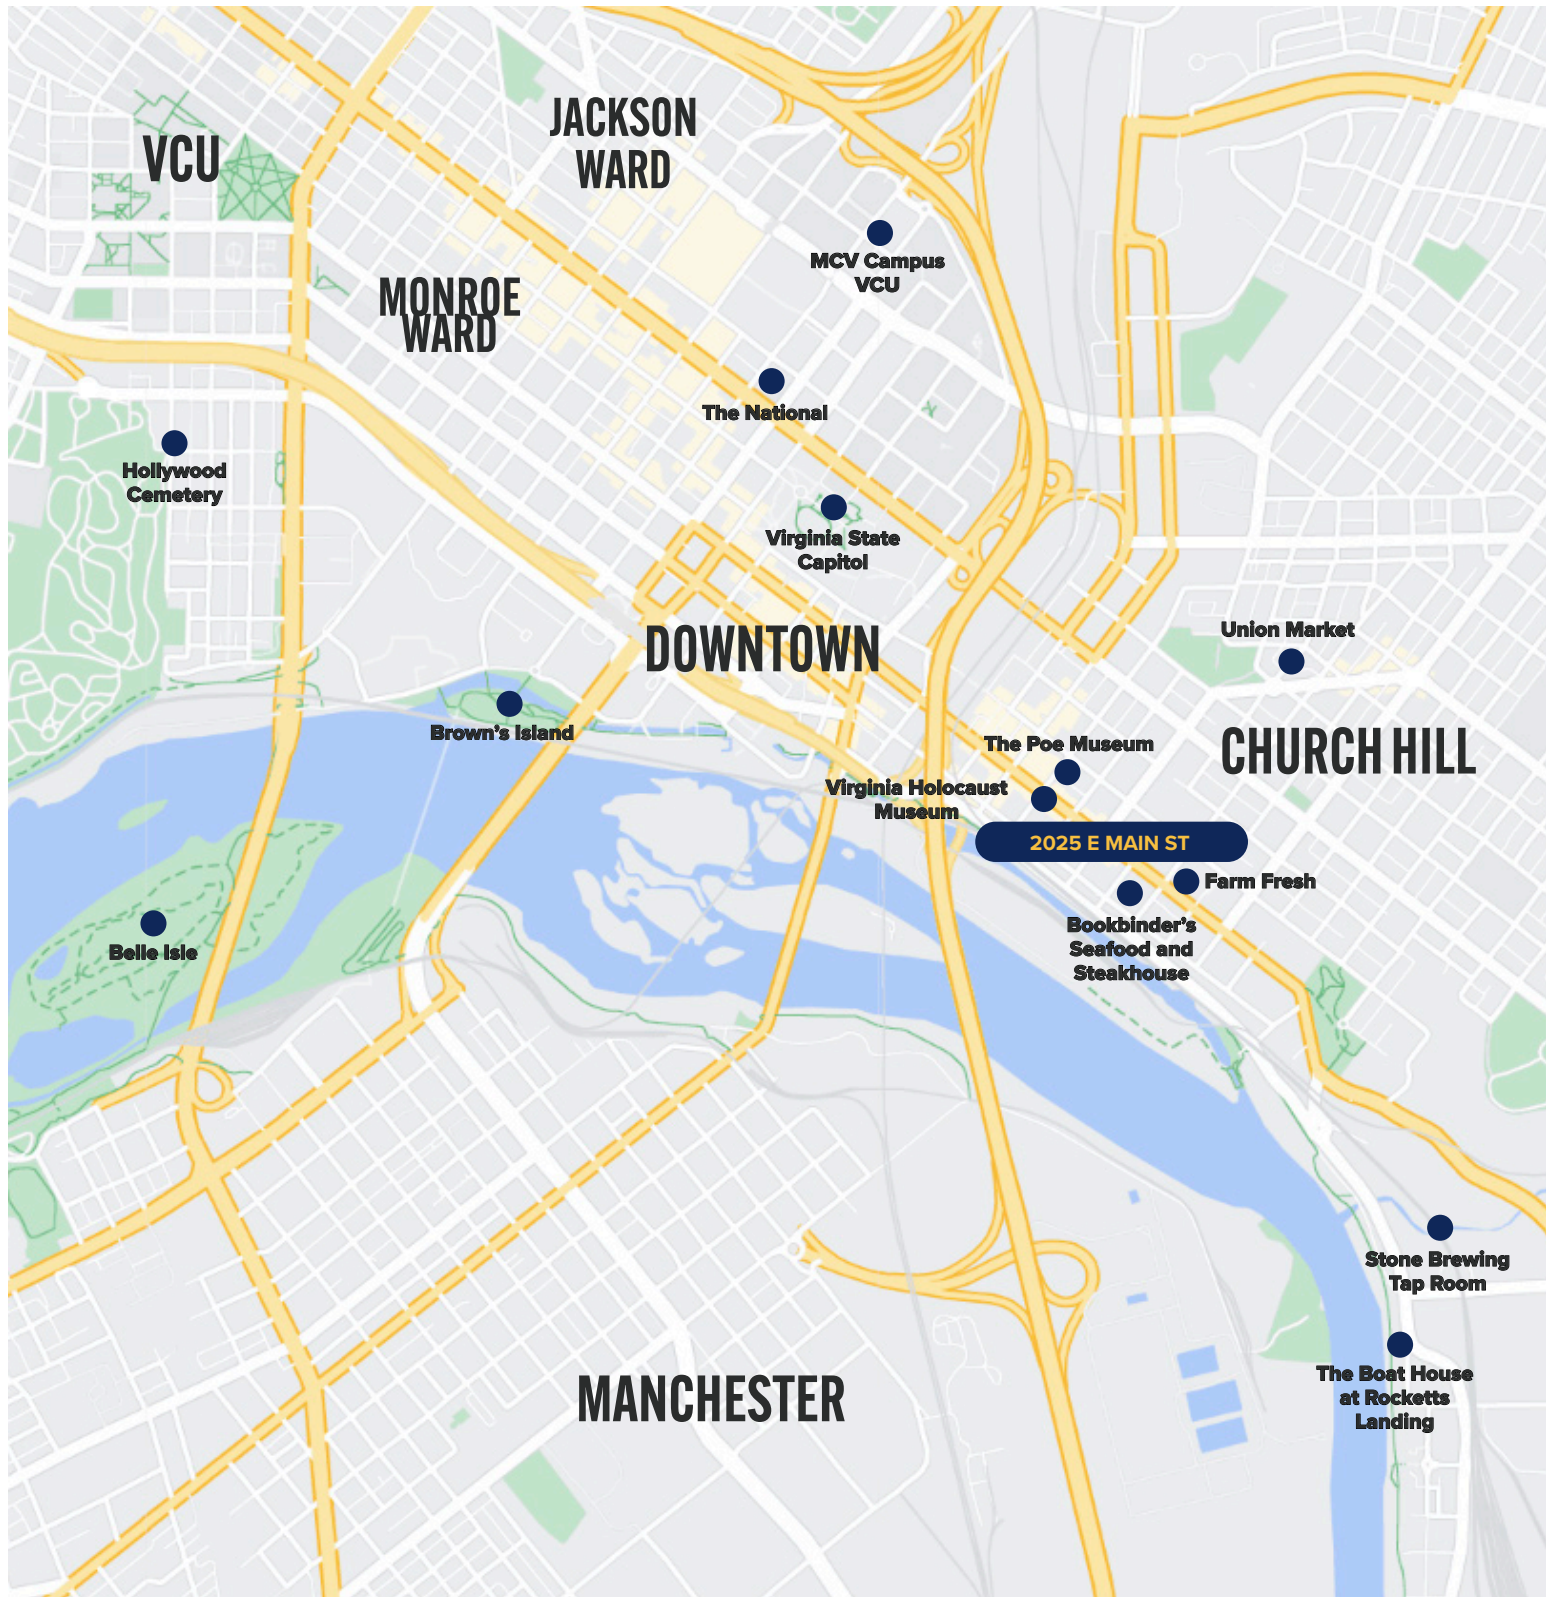 JACKSON
WARD
VCU
MCV Campus
VCU
MONROE
WARD
The National
Hollywood
Cemetery
Virginia State
Capitol
DOWNTOWN
Union Market
Brown's Island
The Poe Museum
CHURCH HILL
Virginia Holocaust
Museum
2025 E MAIN ST
Farm Fresh
Bookbinder's
Seafood and
Steakhouse
Belle Isle
Stone Brewing
Tap Room
The Boat House
at Rocketts
Landing
MANCHESTER